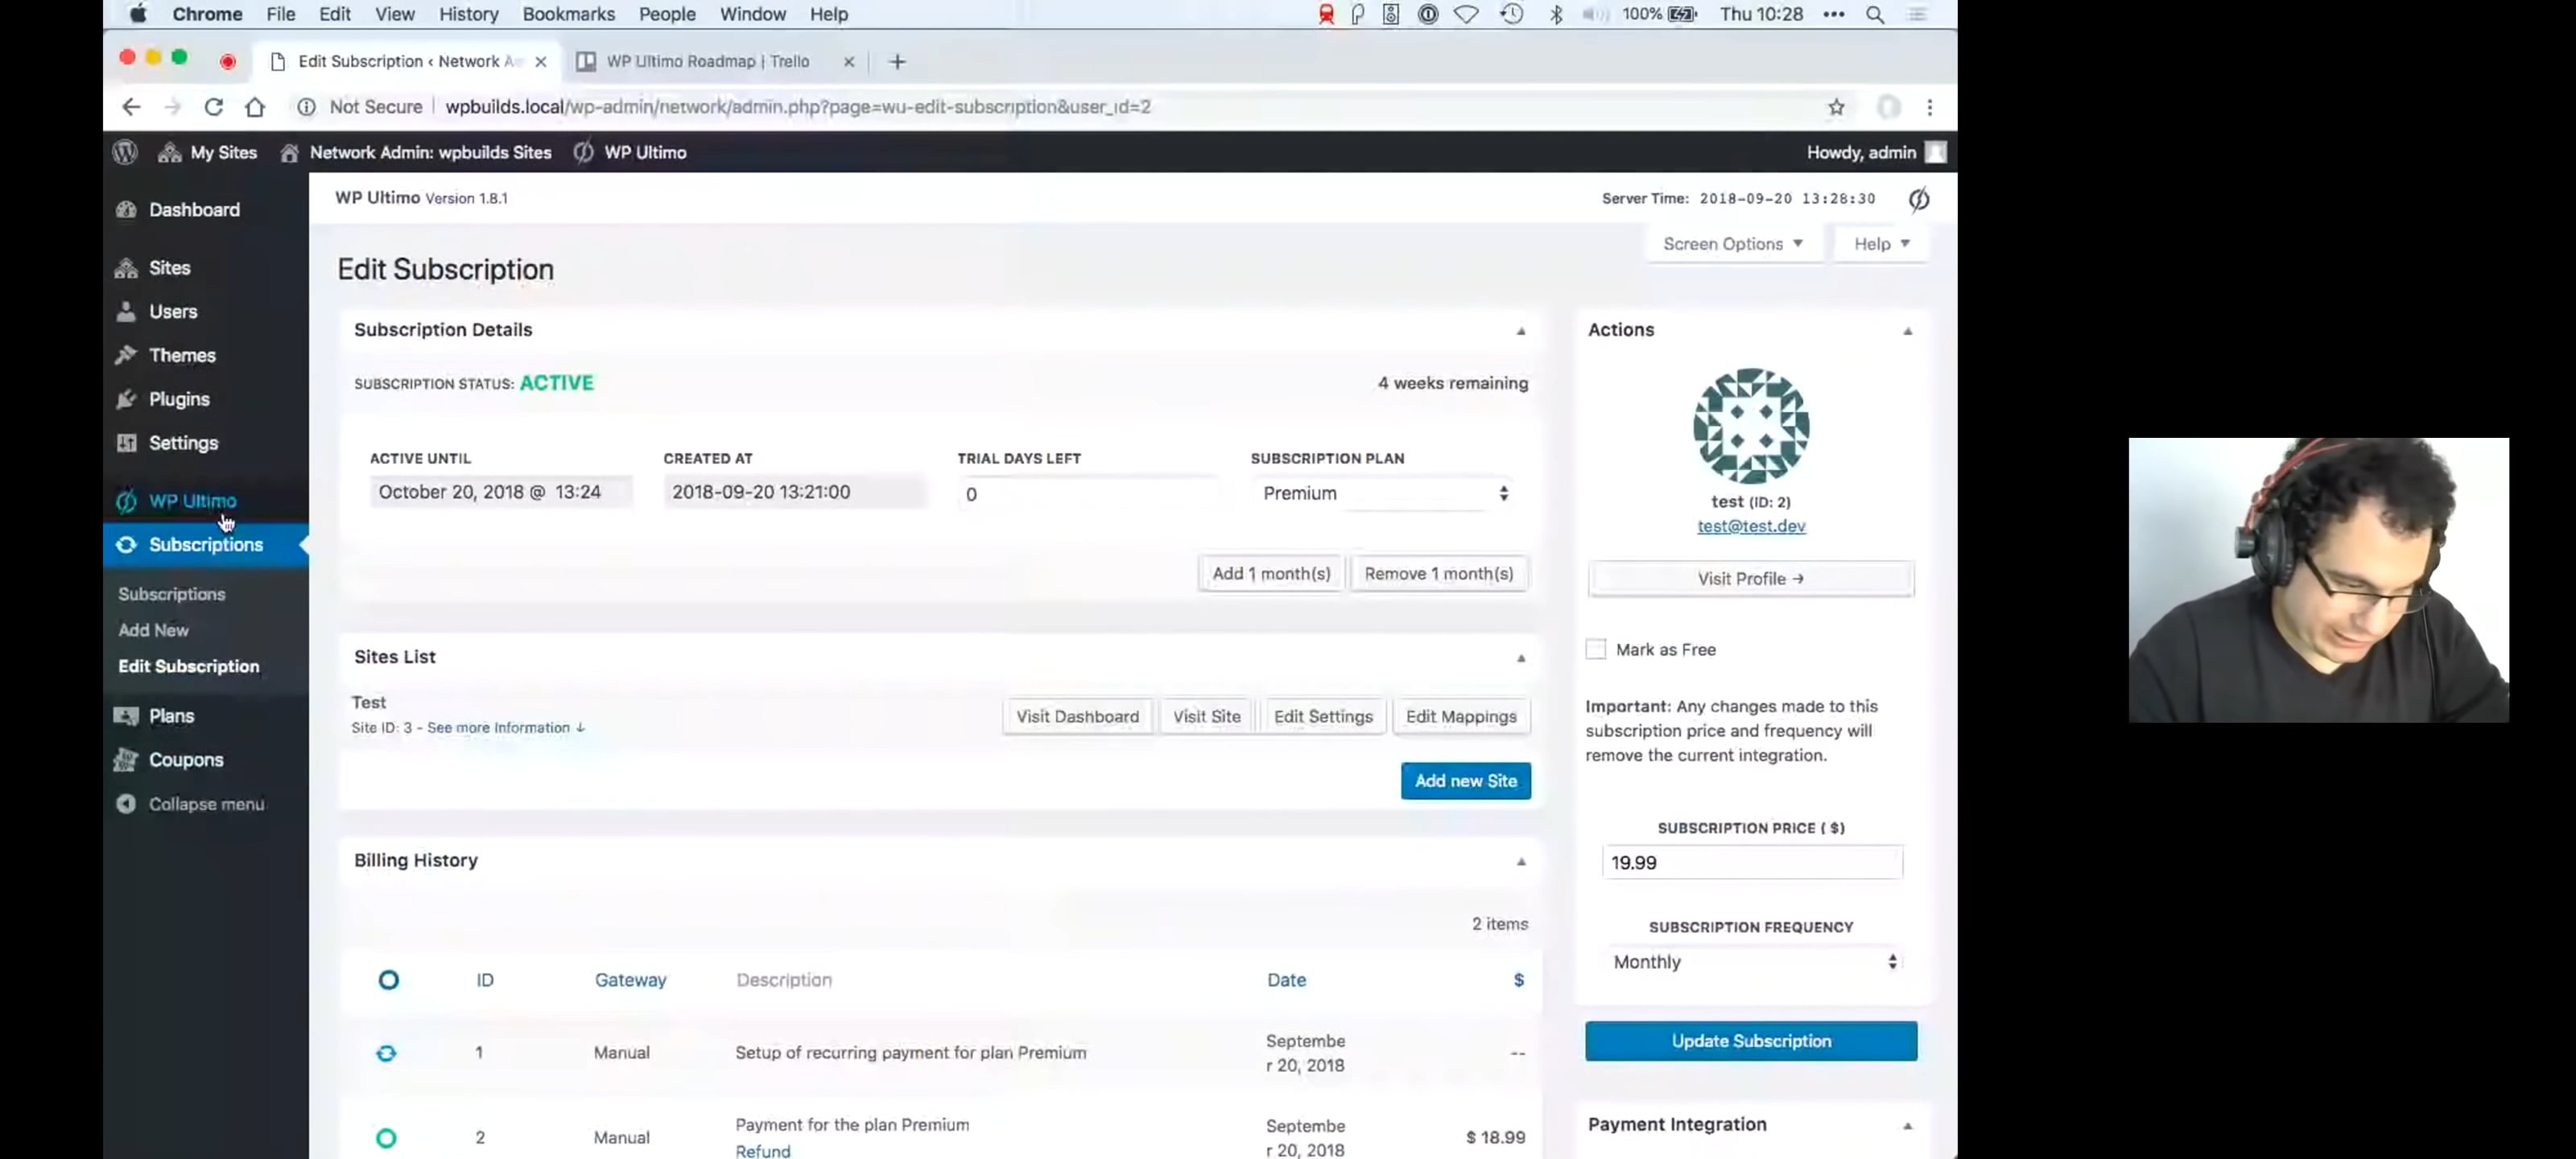 Chrome File Edit View History Bookmarks People Window Help 100% Thu 10:28
Edit Subscription ‹ Network A WP Ultimo Roadmap | Trello
Not Secure wpbuilds.local/wp-admin/network/admin.php?page=wu-edit-subscription&user_id=2
My Sites Network Admin: wpbuilds Sites WP Ultimo Howdy, admin
WP Ultimo Version 1.8.1 Server Time: 2018-09-20 13:28:30
Screen Options Help
Dashboard
Sites
Users
Themes
Plugins
Settings
WP Ultimo
Subscriptions
Subscriptions
Add New
Edit Subscription
Plans
Coupons
Collapse menu
Edit Subscription
Subscription Details
SUBSCRIPTION STATUS: ACTIVE 4 weeks remaining
ACTIVE UNTIL CREATED AT TRIAL DAYS LEFT SUBSCRIPTION PLAN
October 20, 2018 @ 13:24 2018-09-20 13:21:00 0 Premium
Add 1 month(s) Remove 1 month(s)
Sites List
Test
Site ID: 3 - See more Information ↓
Visit Dashboard Visit Site Edit Settings Edit Mappings
Add new Site
Billing History
2 items
ID Gateway Description Date $
1 Manual Setup of recurring payment for plan Premium Septembe
r 20, 2018 --
2 Manual Payment for the plan Premium Septembe
r 20, 2018 $ 18.99
Refund
Actions
test (ID: 2)
test@test.dev
Visit Profile →
Mark as Free
Important: Any changes made to this
subscription price and frequency will
remove the current integration.
SUBSCRIPTION PRICE ( $)
19.99
SUBSCRIPTION FREQUENCY
Monthly
Update Subscription
Payment Integration